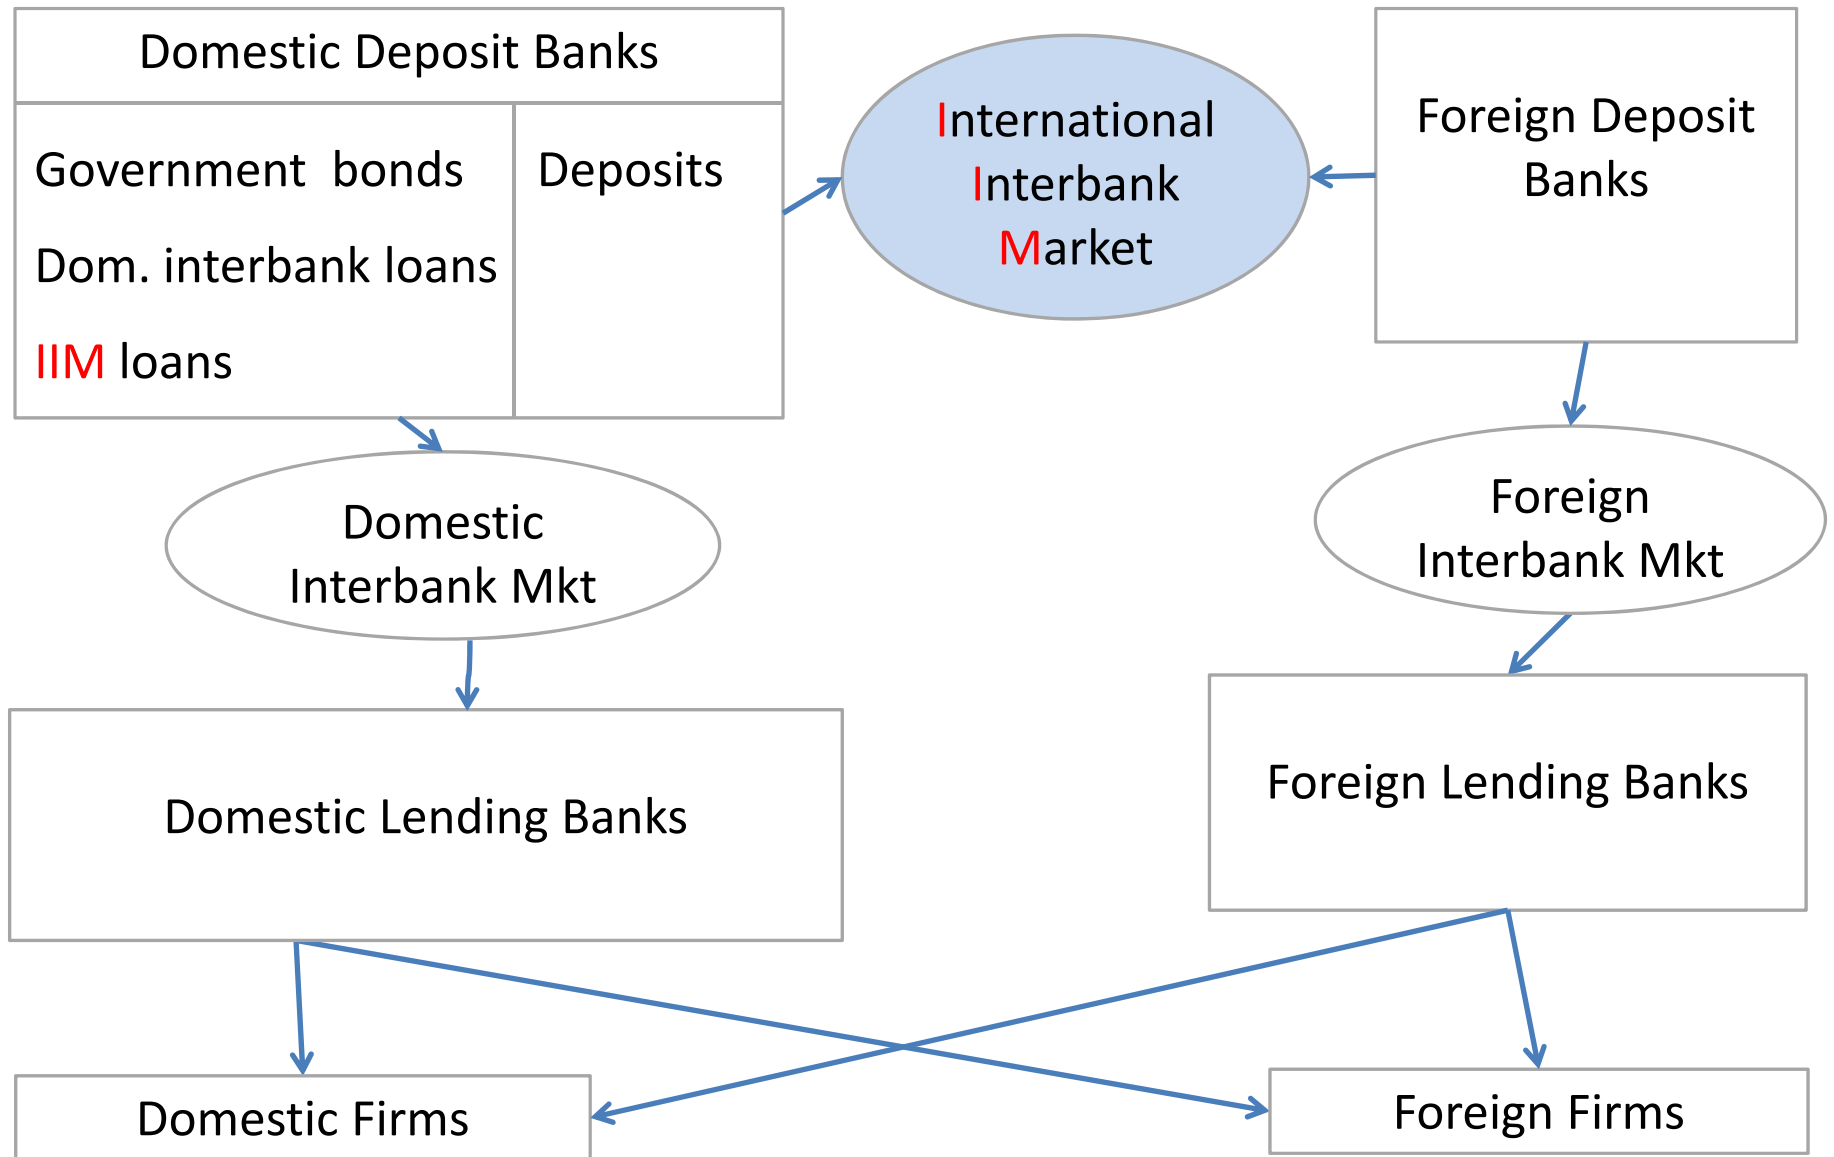 Domestic Deposit Banks
Government bonds
Dom. interbank loans
IIM loans
Deposits
International
Interbank
Market
Foreign Deposit
Banks
Domestic
Interbank Mkt
Foreign
Interbank Mkt
Domestic Lending Banks
Foreign Lending Banks
Domestic Firms
Foreign Firms